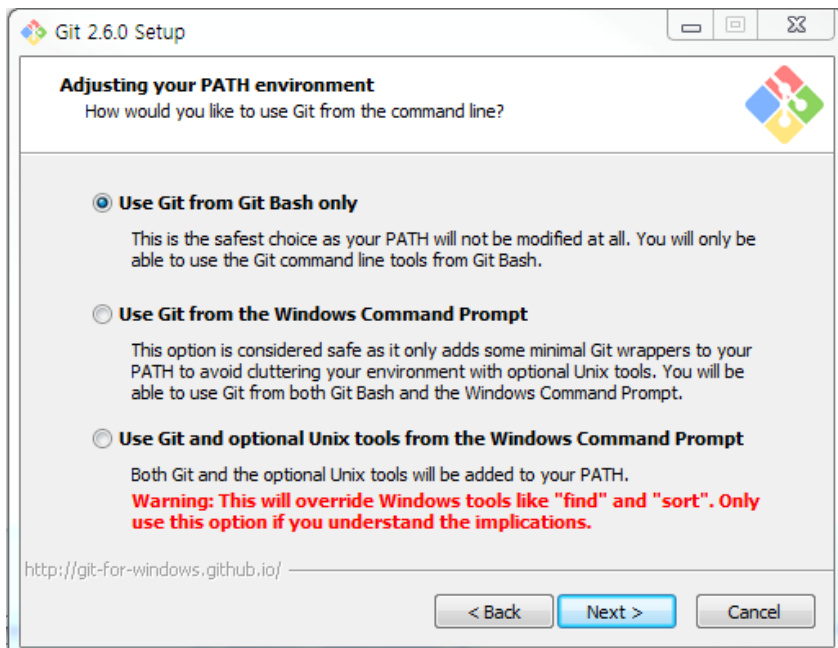 Git 2.6.0 Setup
Adjusting your PATH environment
How would you like to use Git from the command line?
Use Git from Git Bash only
This is the safest choice as your PATH will not be modified at all. You will only be
able to use the Git command line tools from Git Bash.
Use Git from the Windows Command Prompt
This option is considered safe as it only adds some minimal Git wrappers to your
PATH to avoid cluttering your environment with optional Unix tools. You will be
able to use Git from both Git Bash and the Windows Command Prompt.
Use Git and optional Unix tools from the Windows Command Prompt
Both Git and the optional Unix tools will be added to your PATH.
Warning: This will override Windows tools like "find" and "sort". Only
use this option if you understand the implications.
http://git-for-windows.github.io/
< Back Next > Cancel